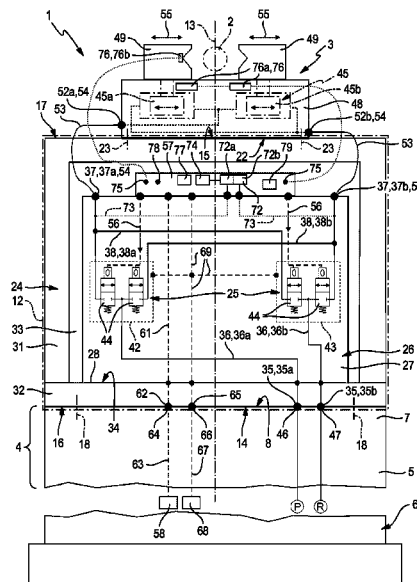 55 13 2 55
1 49 49 3
76, 76b 76a, 76
45
45a 45b
52a, 54 48
53 52b, 54
17 23 15 23 53
78 57 77 74 72a 22 79
75 72b 75
37, 37a, 54 72 37, 37b, 5
73 73
56 56
38, 38a 38, 38b
24 69
12 25
33 44 44
31 61 42 36, 36a 43 26
36, 36b 27
28
32 34 35, 35a 35, 35b
62 65 7
16 64 66 14 8 46 47
18 18
4 63 67 5
58 68 P R 6